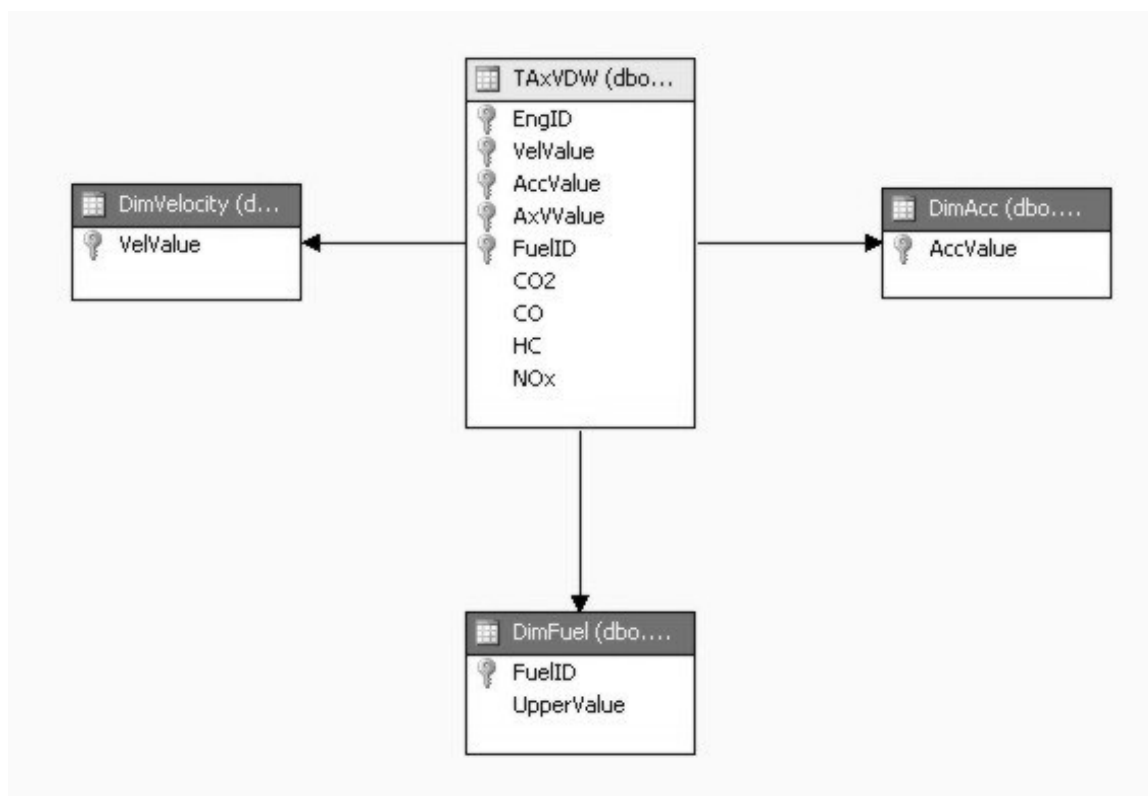 TAxVDW (dbo...
EngID
VelValue
AccValue
AxVValue
FuelID
CO2
CO
HC
NOx
DimVelocity (d...
VelValue
DimAcc (dbo....
AccValue
DimFuel (dbo....
FuelID
UpperValue